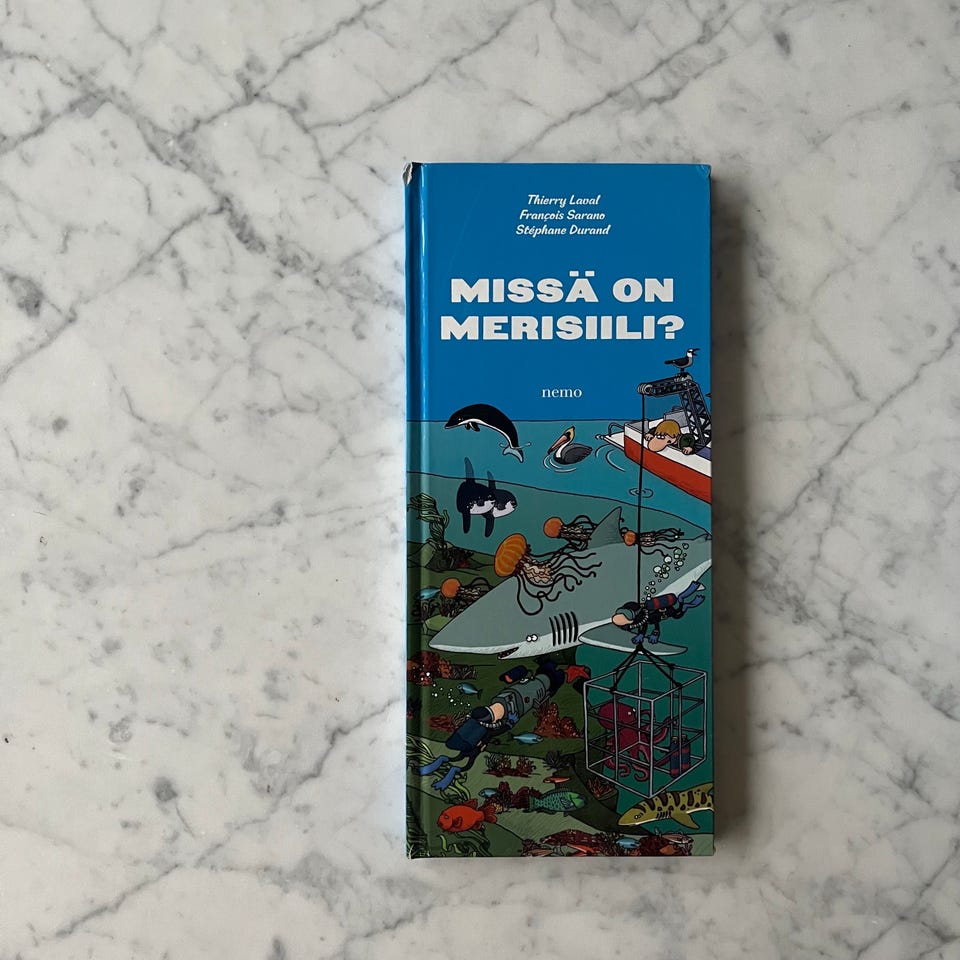 Thierry Laval
François Sarano
Stéphane Durand
MISSÄ ON
MERISIILI?
nemo